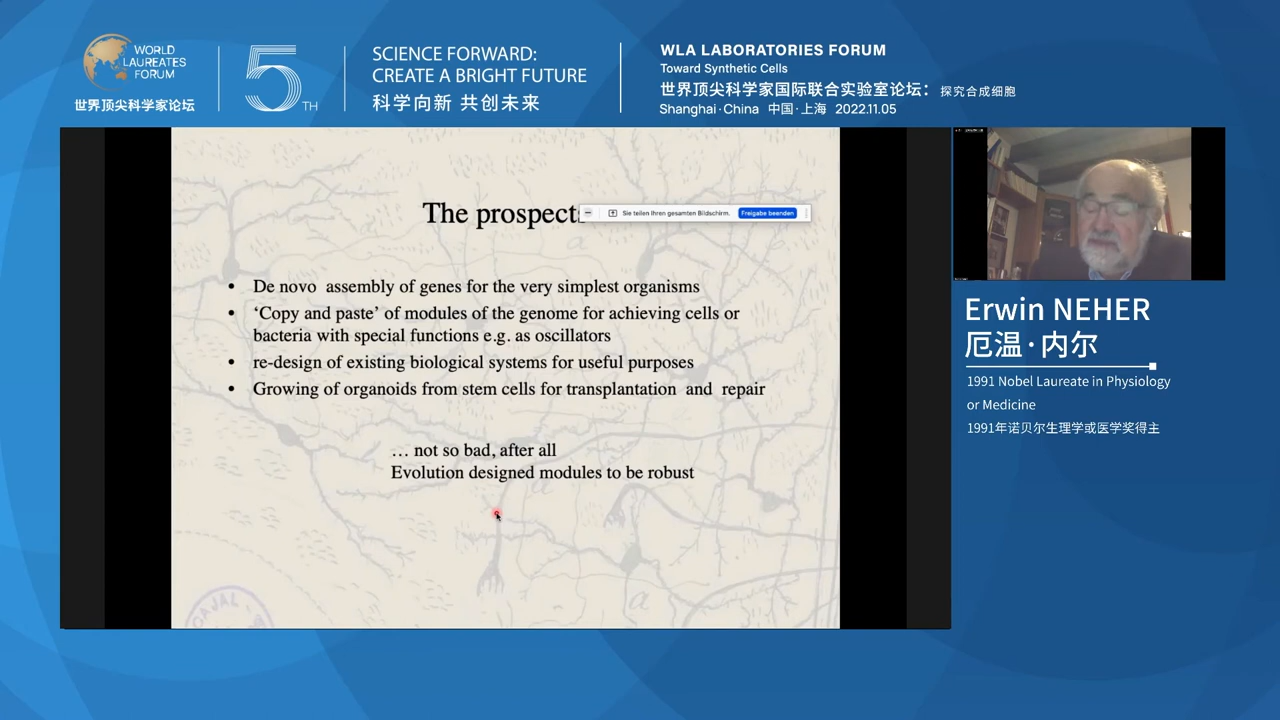 WORLD
LAUREATES
FORUM
世界顶尖科学家论坛
5TH
SCIENCE FORWARD:
CREATE A BRIGHT FUTURE
科学向新 共创未来
WLA LABORATORIES FORUM
Toward Synthetic Cells
世界顶尖科学家国际联合实验室论坛：探究合成细胞
Shanghai·China 中国·上海 2022.11.05
The prospects
Sie teilen Ihren gesamten Bildschirm. Freigabe beenden
• De novo assembly of genes for the very simplest organisms
• ‘Copy and paste’ of modules of the genome for achieving cells or
bacteria with special functions e.g. as oscillators
• re-design of existing biological systems for useful purposes
• Growing of organoids from stem cells for transplantation and repair
… not so bad, after all
Evolution designed modules to be robust
a
a
a
CAJAL
Erwin NEHER
厄温·内尔
1991 Nobel Laureate in Physiology
or Medicine
1991年诺贝尔生理学或医学奖得主